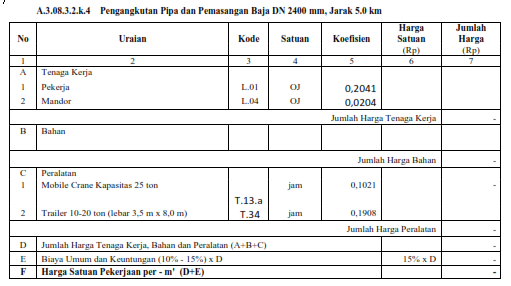 A.3.08.3.2.k.4 Pengangkutan Pipa dan Pemasangan Baja DN 2400 mm, Jarak 5.0 km
No Uraian Kode Satuan Koefisien Harga Satuan (Rp) Jumlah Harga (Rp)
1 2 3 4 5 6 7
A Tenaga Kerja
1 Pekerja L.01 OJ 0,2041
2 Mandor L.04 OJ 0,0204
Jumlah Harga Tenaga Kerja -
B Bahan
Jumlah Harga Bahan -
C Peralatan
1 Mobile Crane Kapasitas 25 ton jam 0,1021 -
T.13.a
2 Trailer 10-20 ton (lebar 3,5 m x 8,0 m) T.34 jam 0,1908
Jumlah Harga Peralatan -
D Jumlah Harga Tenaga Kerja, Bahan dan Peralatan (A+B+C) -
E Biaya Umum dan Keuntungan (10% - 15%) x D 15% x D -
F Harga Satuan Pekerjaan per - m' (D+E) -